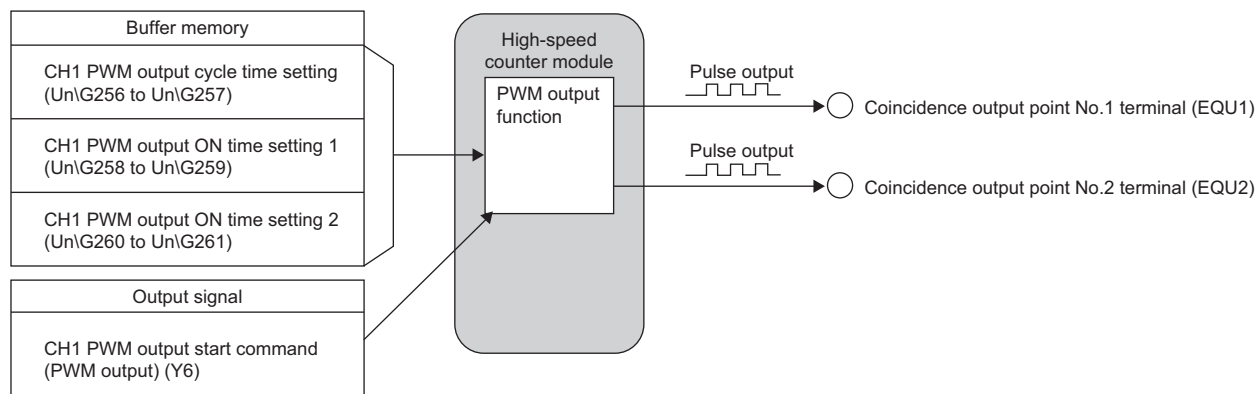 Buffer memory
CH1 PWM output cycle time setting
(Un\G256 to Un\G257)
CH1 PWM output ON time setting 1
(Un\G258 to Un\G259)
CH1 PWM output ON time setting 2
(Un\G260 to Un\G261)
Output signal
CH1 PWM output start command
(PWM output) (Y6)
High-speed
counter module
PWM output
function
Pulse output
Coincidence output point No.1 terminal (EQU1)
Pulse output
Coincidence output point No.2 terminal (EQU2)